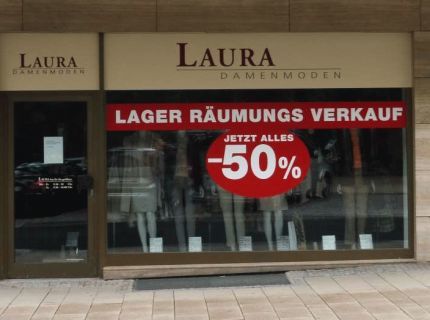 LAURA
DAMENMODEN
LAURA
DAMENMODEN
LAGER RÄUMUNGS VERKAUF
JETZT ALLES
-50%